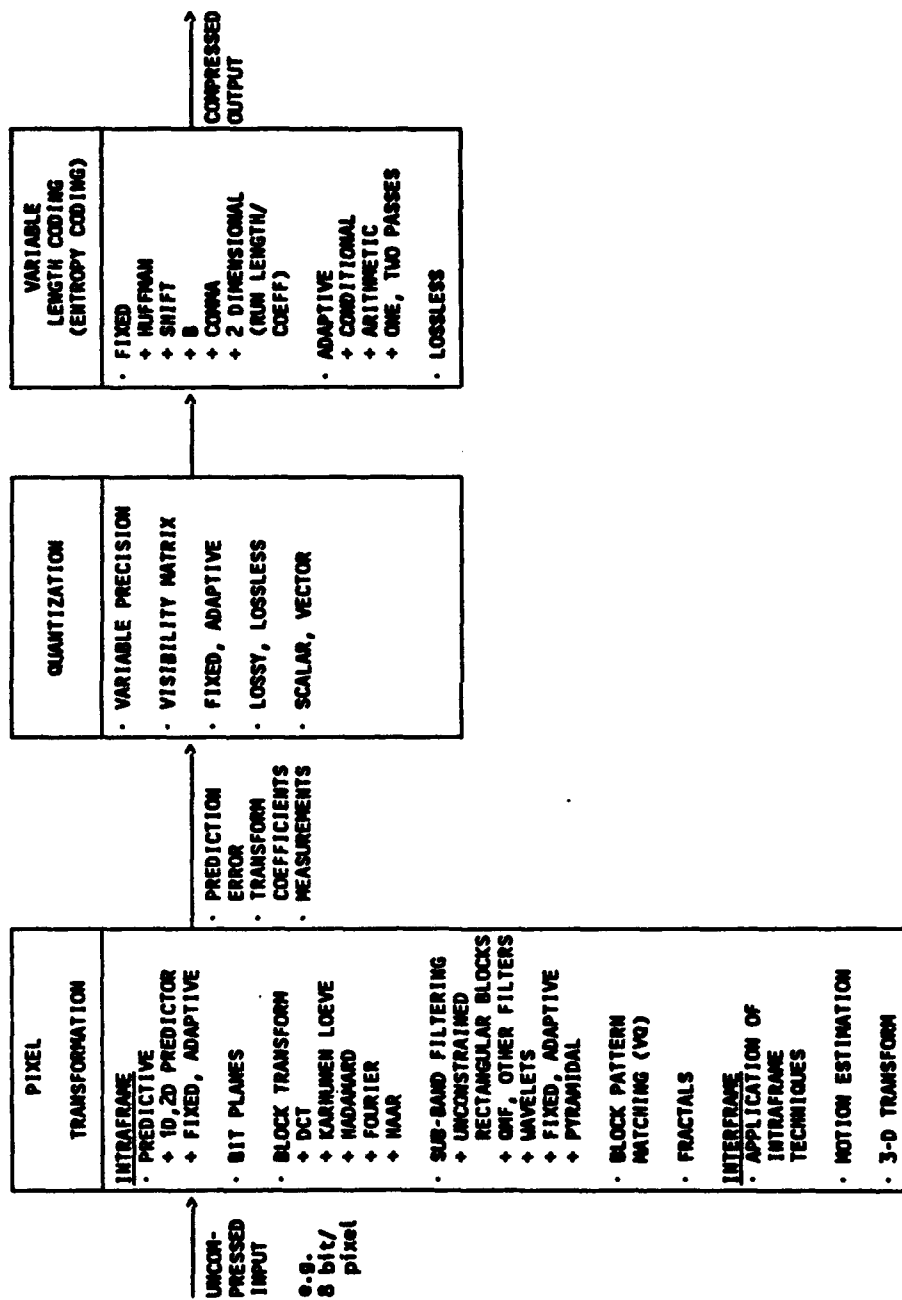 UNCOM-
PRESSED
INPUT
e.g.
8 bit/
pixel
PIXEL
TRANSFORMATION
INTRAFRAME
· PREDICTIVE
+ 1D,2D PREDICTOR
+ FIXED, ADAPTIVE
· BIT PLANES
· BLOCK TRANSFORM
+ DCT
+ KARHUNEN LOEVE
+ HADAMARD
+ FOURIER
+ HAAR
· SUB-BAND FILTERING
+ UNCONSTRAINED
RECTANGULAR BLOCKS
+ QMF, OTHER FILTERS
+ WAVELETS
+ FIXED, ADAPTIVE
+ PYRAMIDAL
· BLOCK PATTERN
MATCHING (VQ)
· FRACTALS
INTERFRAME
· APPLICATION OF
INTRAFRAME
TECHNIQUES
· MOTION ESTIMATION
· 3-D TRANSFORM
· PREDICTION
ERROR
· TRANSFORM
COEFFICIENTS
· MEASUREMENTS
QUANTIZATION
· VARIABLE PRECISION
· VISIBILITY MATRIX
· FIXED, ADAPTIVE
· LOSSY, LOSSLESS
· SCALAR, VECTOR
VARIABLE
LENGTH CODING
(ENTROPY CODING)
· FIXED
+ HUFFMAN
+ SHIFT
+ B
+ COMMA
+ 2 DIMENSIONAL
(RUN LENGTH/
COEFF)
· ADAPTIVE
+ CONDITIONAL
+ ARITHMETIC
+ ONE, TWO PASSES
· LOSSLESS
COMPRESSED
OUTPUT